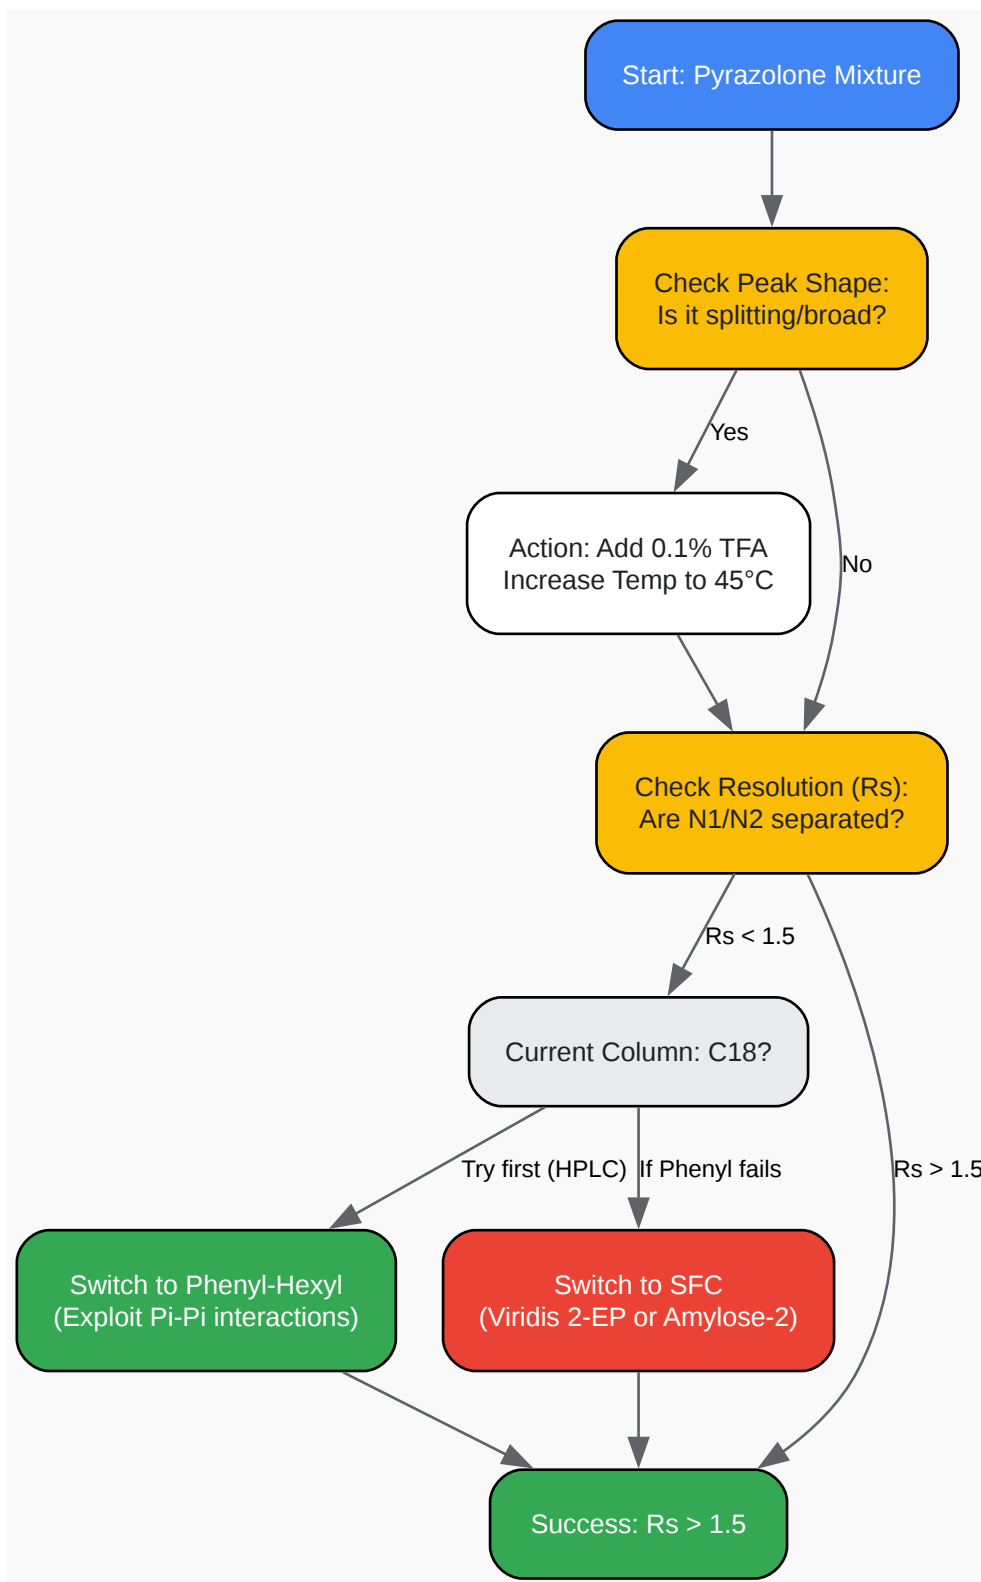 Start: Pyrazolone Mixture
Check Peak Shape:
Is it splitting/broad?
Yes
Action: Add 0.1% TFA
Increase Temp to 45°C
No
Check Resolution (Rs):
Are N1/N2 separated?
Rs < 1.5
Current Column: C18?
Try first (HPLC)
If Phenyl fails
Rs > 1.5
Switch to Phenyl-Hexyl
(Exploit Pi-Pi interactions)
Switch to SFC
(Viridis 2-EP or Amylose-2)
Success: Rs > 1.5